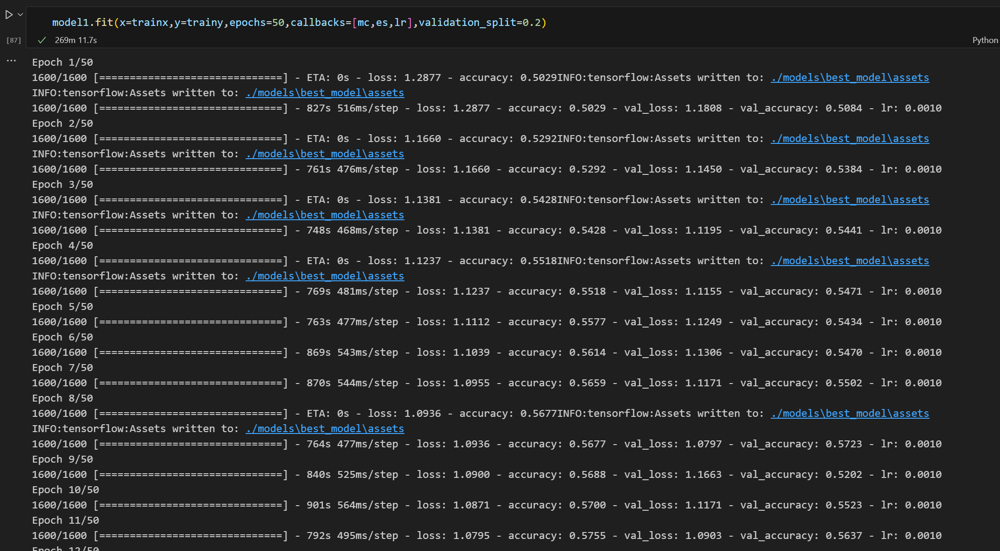 model1.fit(x=trainx,y=trainy,epochs=50,callbacks=[mc,es,lr],validation_split=0.2)
[87]
269m 11.7s
Python
...
Epoch 1/50
1600/1600 [==============================] - ETA: 0s - loss: 1.2877 - accuracy: 0.5029INFO:tensorflow:Assets written to: ./models\best_model\assets
INFO:tensorflow:Assets written to: ./models\best_model\assets
1600/1600 [==============================] - 827s 516ms/step - loss: 1.2877 - accuracy: 0.5029 - val_loss: 1.1808 - val_accuracy: 0.5084 - lr: 0.0010
Epoch 2/50
1600/1600 [==============================] - ETA: 0s - loss: 1.1660 - accuracy: 0.5292INFO:tensorflow:Assets written to: ./models\best_model\assets
INFO:tensorflow:Assets written to: ./models\best_model\assets
1600/1600 [==============================] - 761s 476ms/step - loss: 1.1660 - accuracy: 0.5292 - val_loss: 1.1450 - val_accuracy: 0.5384 - lr: 0.0010
Epoch 3/50
1600/1600 [==============================] - ETA: 0s - loss: 1.1381 - accuracy: 0.5428INFO:tensorflow:Assets written to: ./models\best_model\assets
INFO:tensorflow:Assets written to: ./models\best_model\assets
1600/1600 [==============================] - 748s 468ms/step - loss: 1.1381 - accuracy: 0.5428 - val_loss: 1.1195 - val_accuracy: 0.5441 - lr: 0.0010
Epoch 4/50
1600/1600 [==============================] - ETA: 0s - loss: 1.1237 - accuracy: 0.5518INFO:tensorflow:Assets written to: ./models\best_model\assets
INFO:tensorflow:Assets written to: ./models\best_model\assets
1600/1600 [==============================] - 769s 481ms/step - loss: 1.1237 - accuracy: 0.5518 - val_loss: 1.1155 - val_accuracy: 0.5471 - lr: 0.0010
Epoch 5/50
1600/1600 [==============================] - 763s 477ms/step - loss: 1.1112 - accuracy: 0.5577 - val_loss: 1.1249 - val_accuracy: 0.5434 - lr: 0.0010
Epoch 6/50
1600/1600 [==============================] - 869s 543ms/step - loss: 1.1039 - accuracy: 0.5614 - val_loss: 1.1306 - val_accuracy: 0.5470 - lr: 0.0010
Epoch 7/50
1600/1600 [==============================] - 870s 544ms/step - loss: 1.0955 - accuracy: 0.5659 - val_loss: 1.1171 - val_accuracy: 0.5502 - lr: 0.0010
Epoch 8/50
1600/1600 [==============================] - ETA: 0s - loss: 1.0936 - accuracy: 0.5677INFO:tensorflow:Assets written to: ./models\best_model\assets
INFO:tensorflow:Assets written to: ./models\best_model\assets
1600/1600 [==============================] - 764s 477ms/step - loss: 1.0936 - accuracy: 0.5677 - val_loss: 1.0797 - val_accuracy: 0.5723 - lr: 0.0010
Epoch 9/50
1600/1600 [==============================] - 840s 525ms/step - loss: 1.0900 - accuracy: 0.5688 - val_loss: 1.1663 - val_accuracy: 0.5202 - lr: 0.0010
Epoch 10/50
1600/1600 [==============================] - 901s 564ms/step - loss: 1.0871 - accuracy: 0.5700 - val_loss: 1.1171 - val_accuracy: 0.5523 - lr: 0.0010
Epoch 11/50
1600/1600 [==============================] - 792s 495ms/step - loss: 1.0795 - accuracy: 0.5755 - val_loss: 1.0903 - val_accuracy: 0.5637 - lr: 0.0010
Epoch 12/50